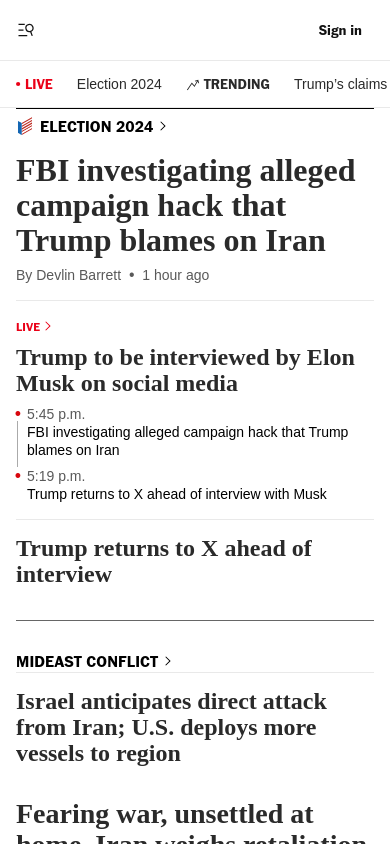 Sign in
LIVE Election 2024 TRENDING Trump’s claims
ELECTION 2024
FBI investigating alleged
campaign hack that
Trump blames on Iran
By Devlin Barrett • 1 hour ago
LIVE
Trump to be interviewed by Elon
Musk on social media
5:45 p.m.
FBI investigating alleged campaign hack that Trump
blames on Iran
5:19 p.m.
Trump returns to X ahead of interview with Musk
Trump returns to X ahead of
interview
MIDEAST CONFLICT
Israel anticipates direct attack
from Iran; U.S. deploys more
vessels to region
Fearing war, unsettled at
home, Iran weighs retaliation